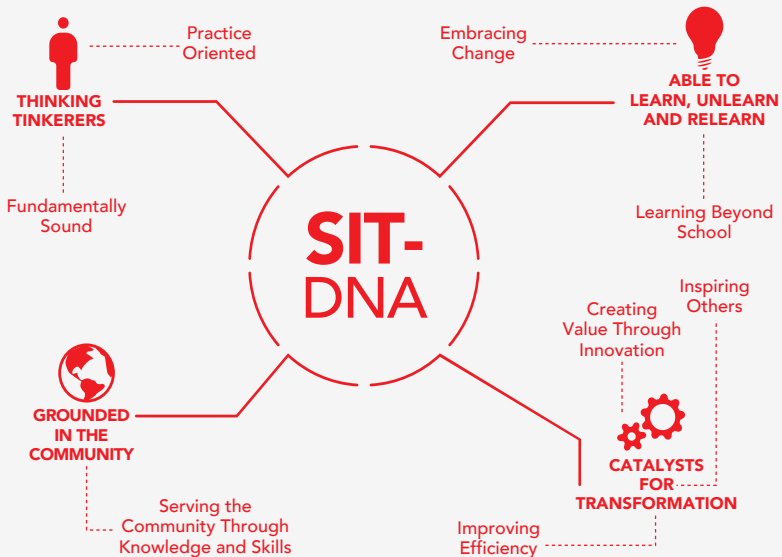 Practice
Oriented
THINKING
TINKERERS
Fundamentally
Sound
Embracing
Change
ABLE TO
LEARN, UNLEARN
AND RELEARN
Learning Beyond
School
SIT-
DNA
GROUNDED
IN THE
COMMUNITY
Serving the
Community Through
Knowledge and Skills
Creating
Value Through
Innovation
Inspiring
Others
CATALYSTS
FOR
TRANSFORMATION
Improving
Efficiency